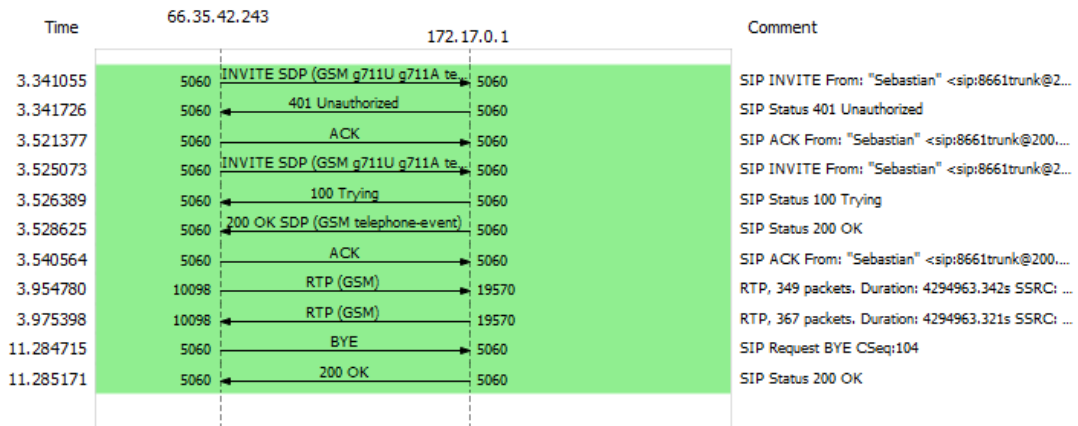 66.35.42.243
Time 172.17.0.1 Comment
3.341055 5060 INVITE SDP (GSM g711U g711A te... 5060 SIP INVITE From: "Sebastian" <sip:8661trunk@2...
3.341726 5060 401 Unauthorized 5060 SIP Status 401 Unauthorized
3.521377 5060 ACK 5060 SIP ACK From: "Sebastian" <sip:8661trunk@200....
3.525073 5060 INVITE SDP (GSM g711U g711A te... 5060 SIP INVITE From: "Sebastian" <sip:8661trunk@2...
3.526389 5060 100 Trying 5060 SIP Status 100 Trying
3.528625 5060 200 OK SDP (GSM telephone-event) 5060 SIP Status 200 OK
3.540564 5060 ACK 5060 SIP ACK From: "Sebastian" <sip:8661trunk@200....
3.954780 10098 RTP (GSM) 19570 RTP, 349 packets. Duration: 4294963.342s SSRC: ...
3.975398 10098 RTP (GSM) 19570 RTP, 367 packets. Duration: 4294963.321s SSRC: ...
11.284715 5060 BYE 5060 SIP Request BYE CSeq:104
11.285171 5060 200 OK 5060 SIP Status 200 OK